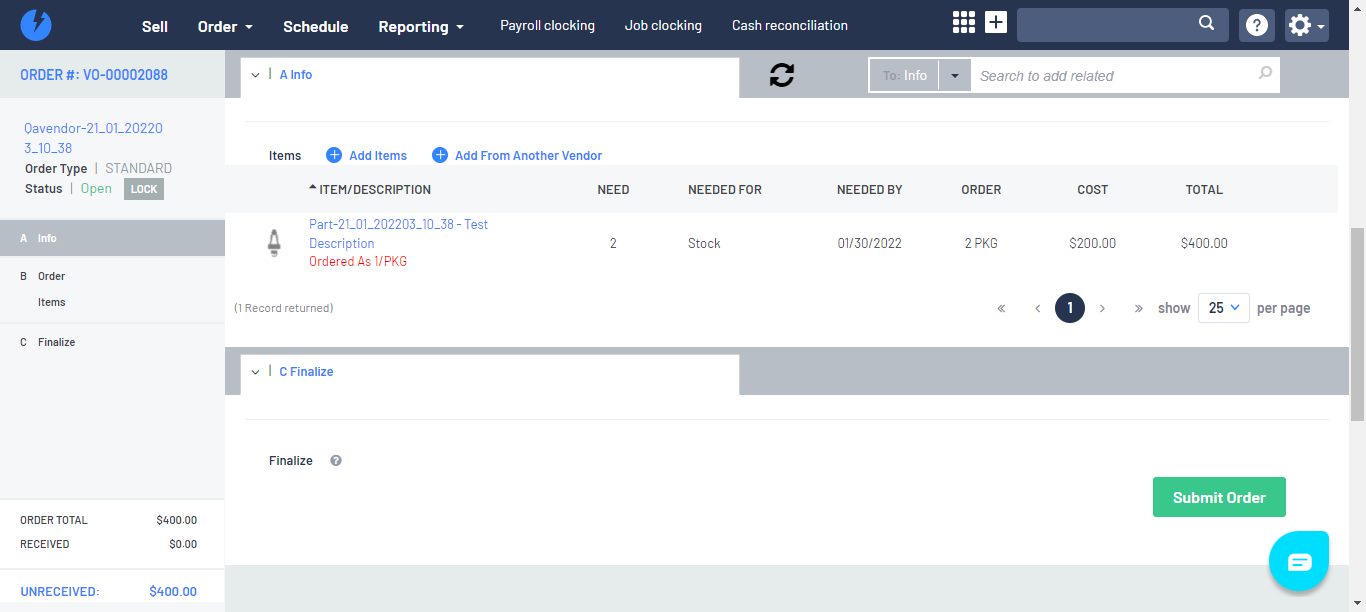 Sell Order Schedule Reporting Payroll clocking Job clocking Cash reconciliation
ORDER #: VO-00002088
Qavendor-21_01_20220
3_10_38
Order Type | STANDARD
Status | Open LOCK
A Info
B Order
Items
C Finalize
ORDER TOTAL $400.00
RECEIVED $0.00
UNRECEIVED: $400.00
A Info
To: Info Search to add related
Items Add Items Add From Another Vendor
ITEM/DESCRIPTION NEED NEEDED FOR NEEDED BY ORDER COST TOTAL
Part-21_01_202203_10_38 - Test
Description
Ordered As 1/PKG
2 Stock 01/30/2022 2 PKG $200.00 $400.00
(1 Record returned) « ‹ 1 › » show 25 per page
C Finalize
Finalize ?
Submit Order